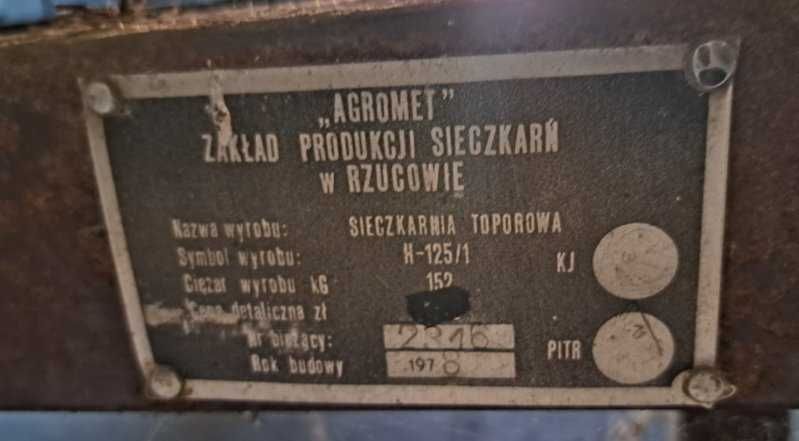 „AGROMET”
ZAKŁAD PRODUKCJI SIECZKARŃ
w RZUCOWIE
Nazwa wyrobu: SIECZKARNIA TOPOROWA
Symbol wyrobu: H-125/1 KJ
Ciężar wyrobu kG 152
Cena detaliczna zł
Nr bieżący: 2316
Rok budowy 1978 PITR